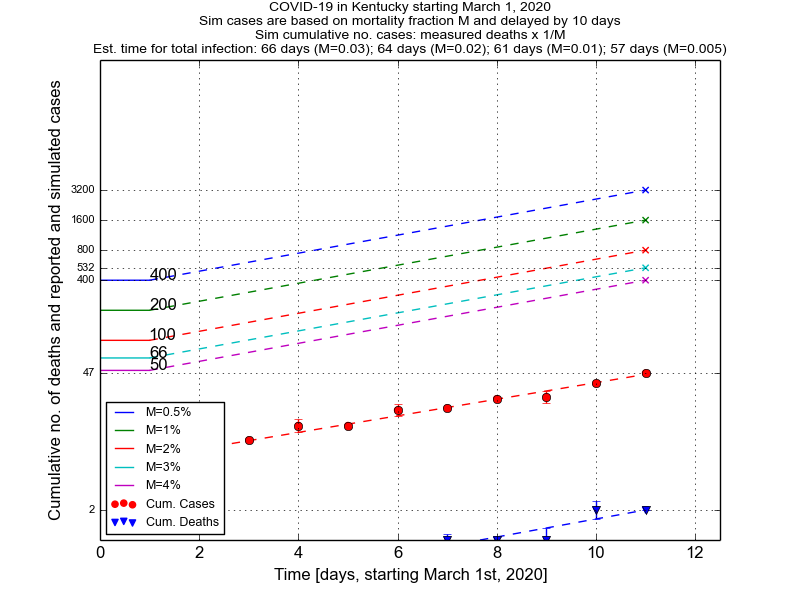 COVID-19 in Kentucky starting March 1, 2020
Sim cases are based on mortality fraction M and delayed by 10 days
Sim cumulative no. cases: measured deaths x 1/M
Est. time for total infection: 66 days (M=0.03); 64 days (M=0.02); 61 days (M=0.01); 57 days (M=0.005)
Cumulative no. of deaths and reported and simulated cases
3200
1600
800
532
400
47
2
400
200
100
66
50
M=0.5%
M=1%
M=2%
M=3%
M=4%
Cum. Cases
Cum. Deaths
0 2 4 6 8 10 12
Time [days, starting March 1st, 2020]